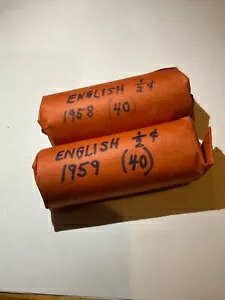 ENGLISH ½ ¢
1958 (40)
ENGLISH ½ ¢
1959 (40)